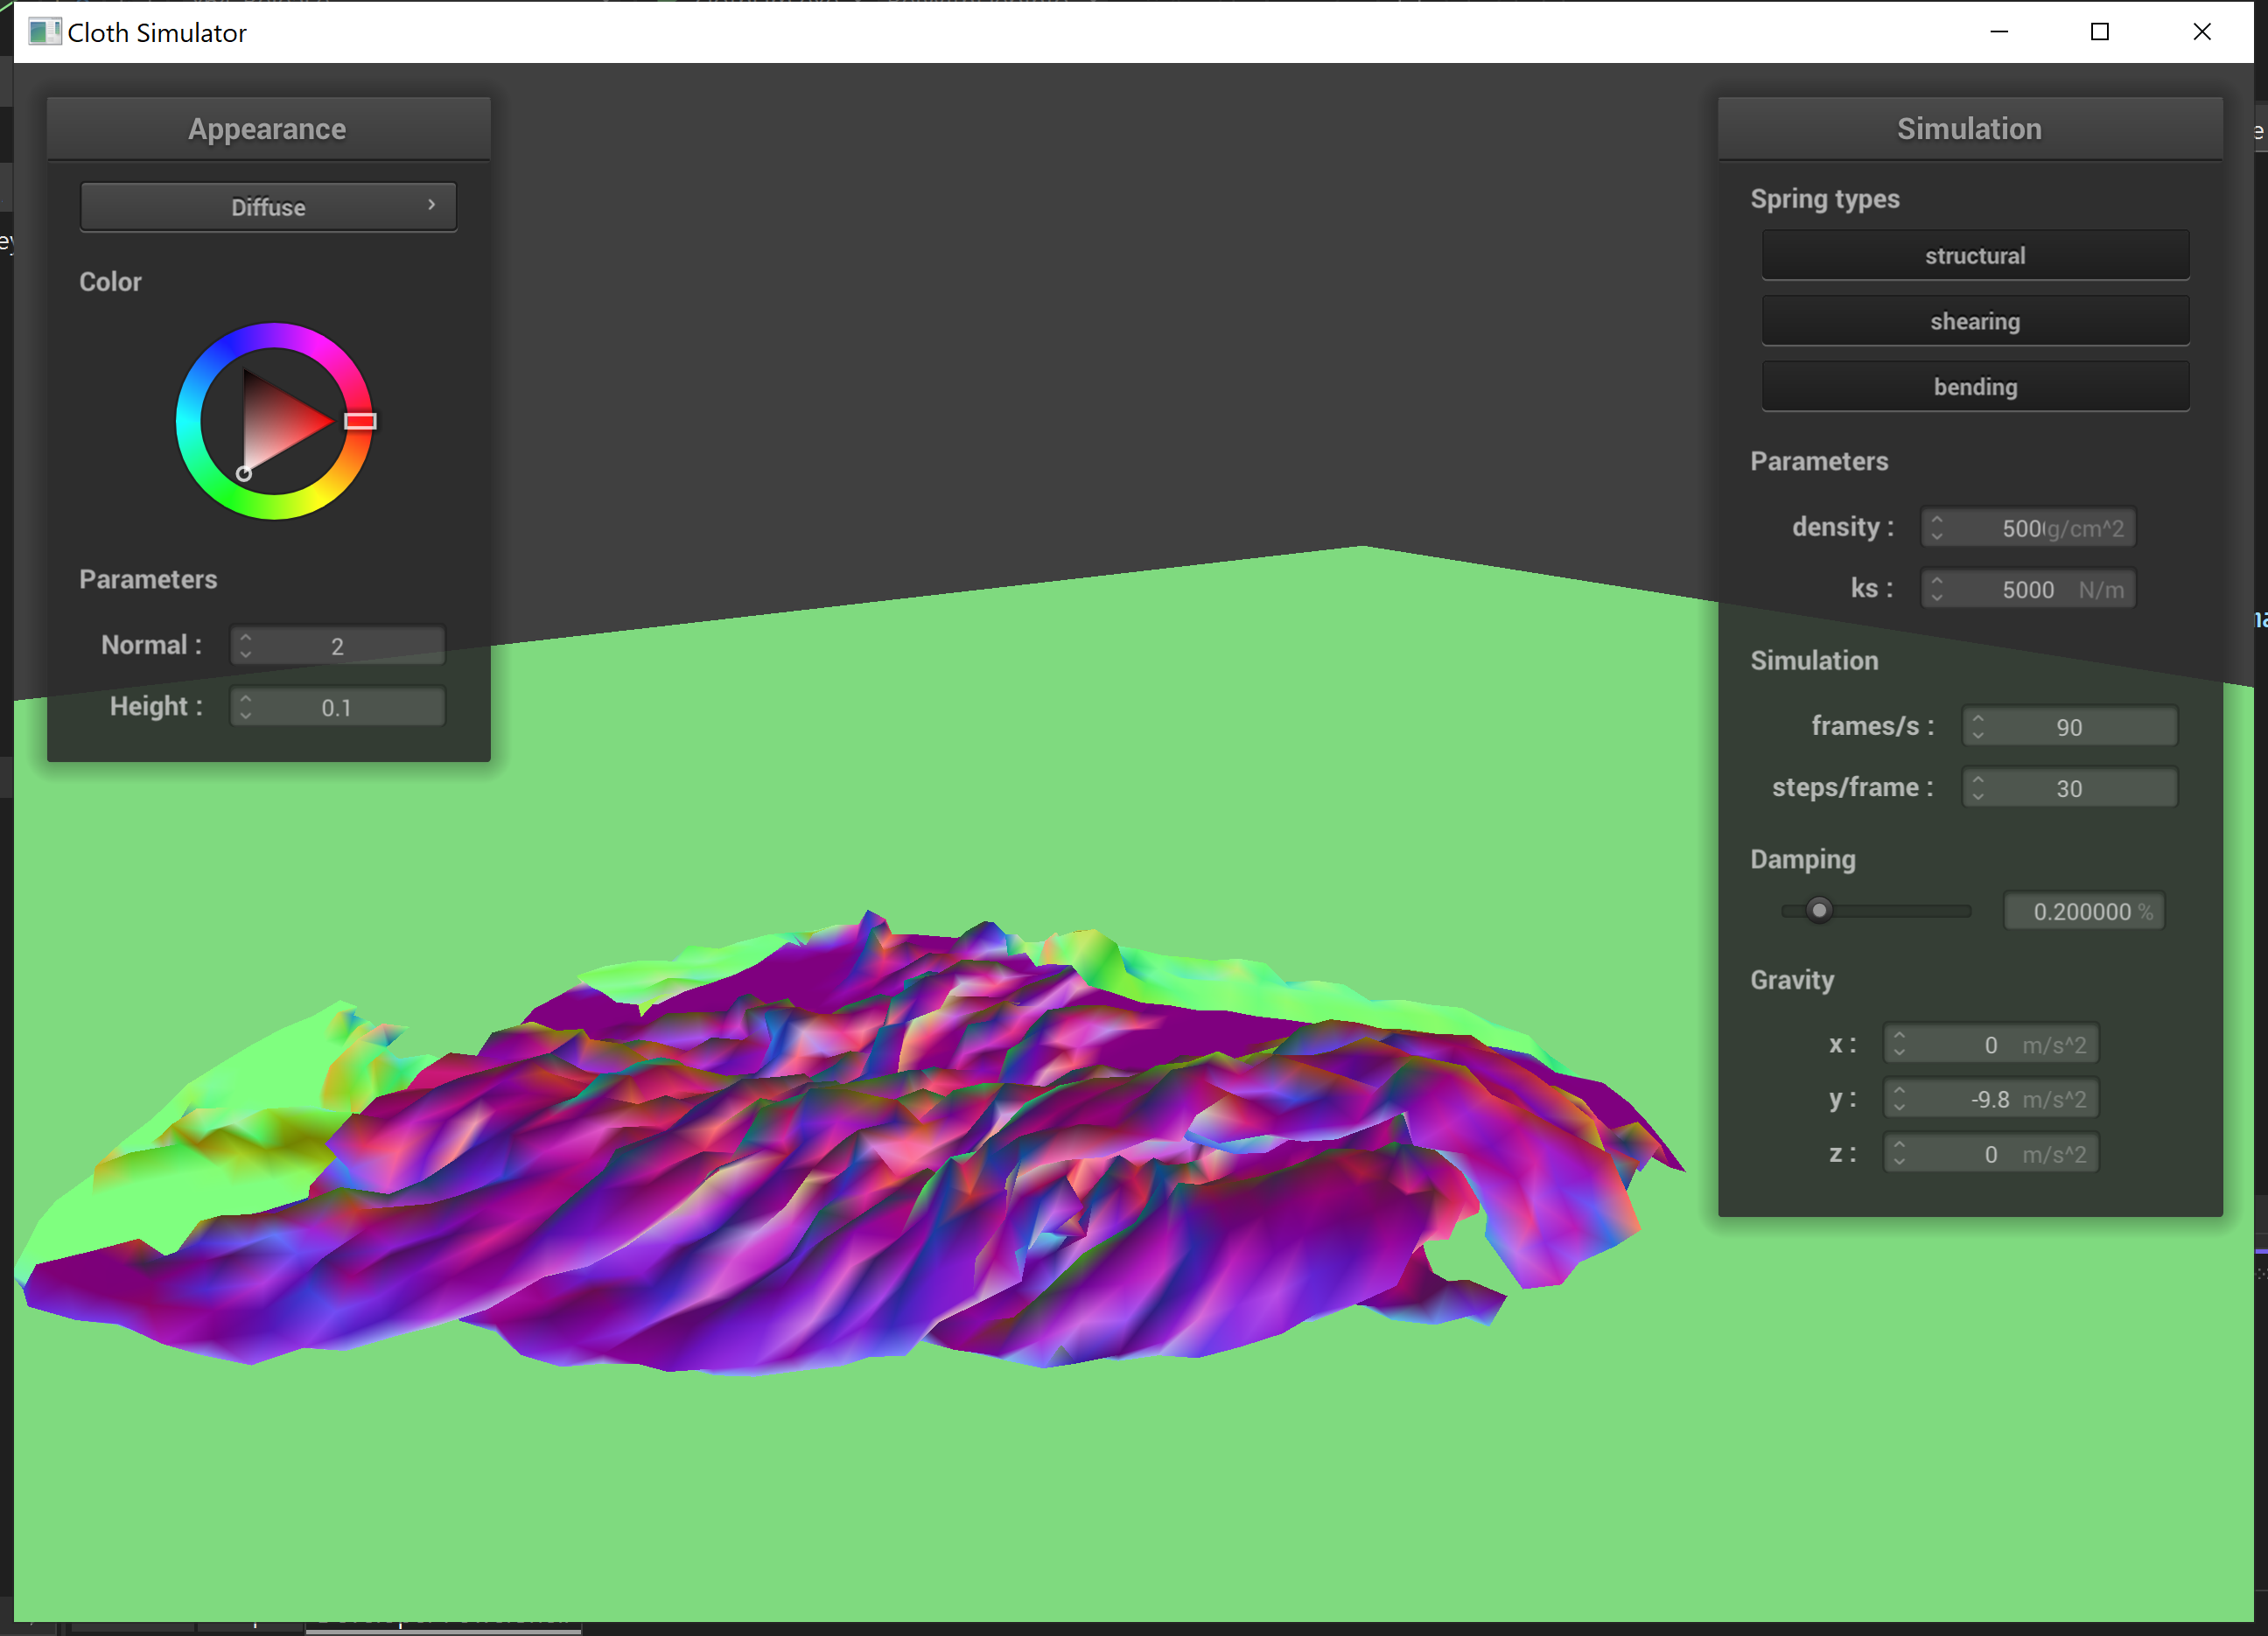 Cloth Simulator
Appearance
Diffuse
Color
Parameters
Normal : 2
Height : 0.1
Simulation
Spring types
structural
shearing
bending
Parameters
density : 500 g/cm^2
ks : 5000 N/m
Simulation
frames/s : 90
steps/frame : 30
Damping
0.200000 %
Gravity
x : 0 m/s^2
y : -9.8 m/s^2
z : 0 m/s^2